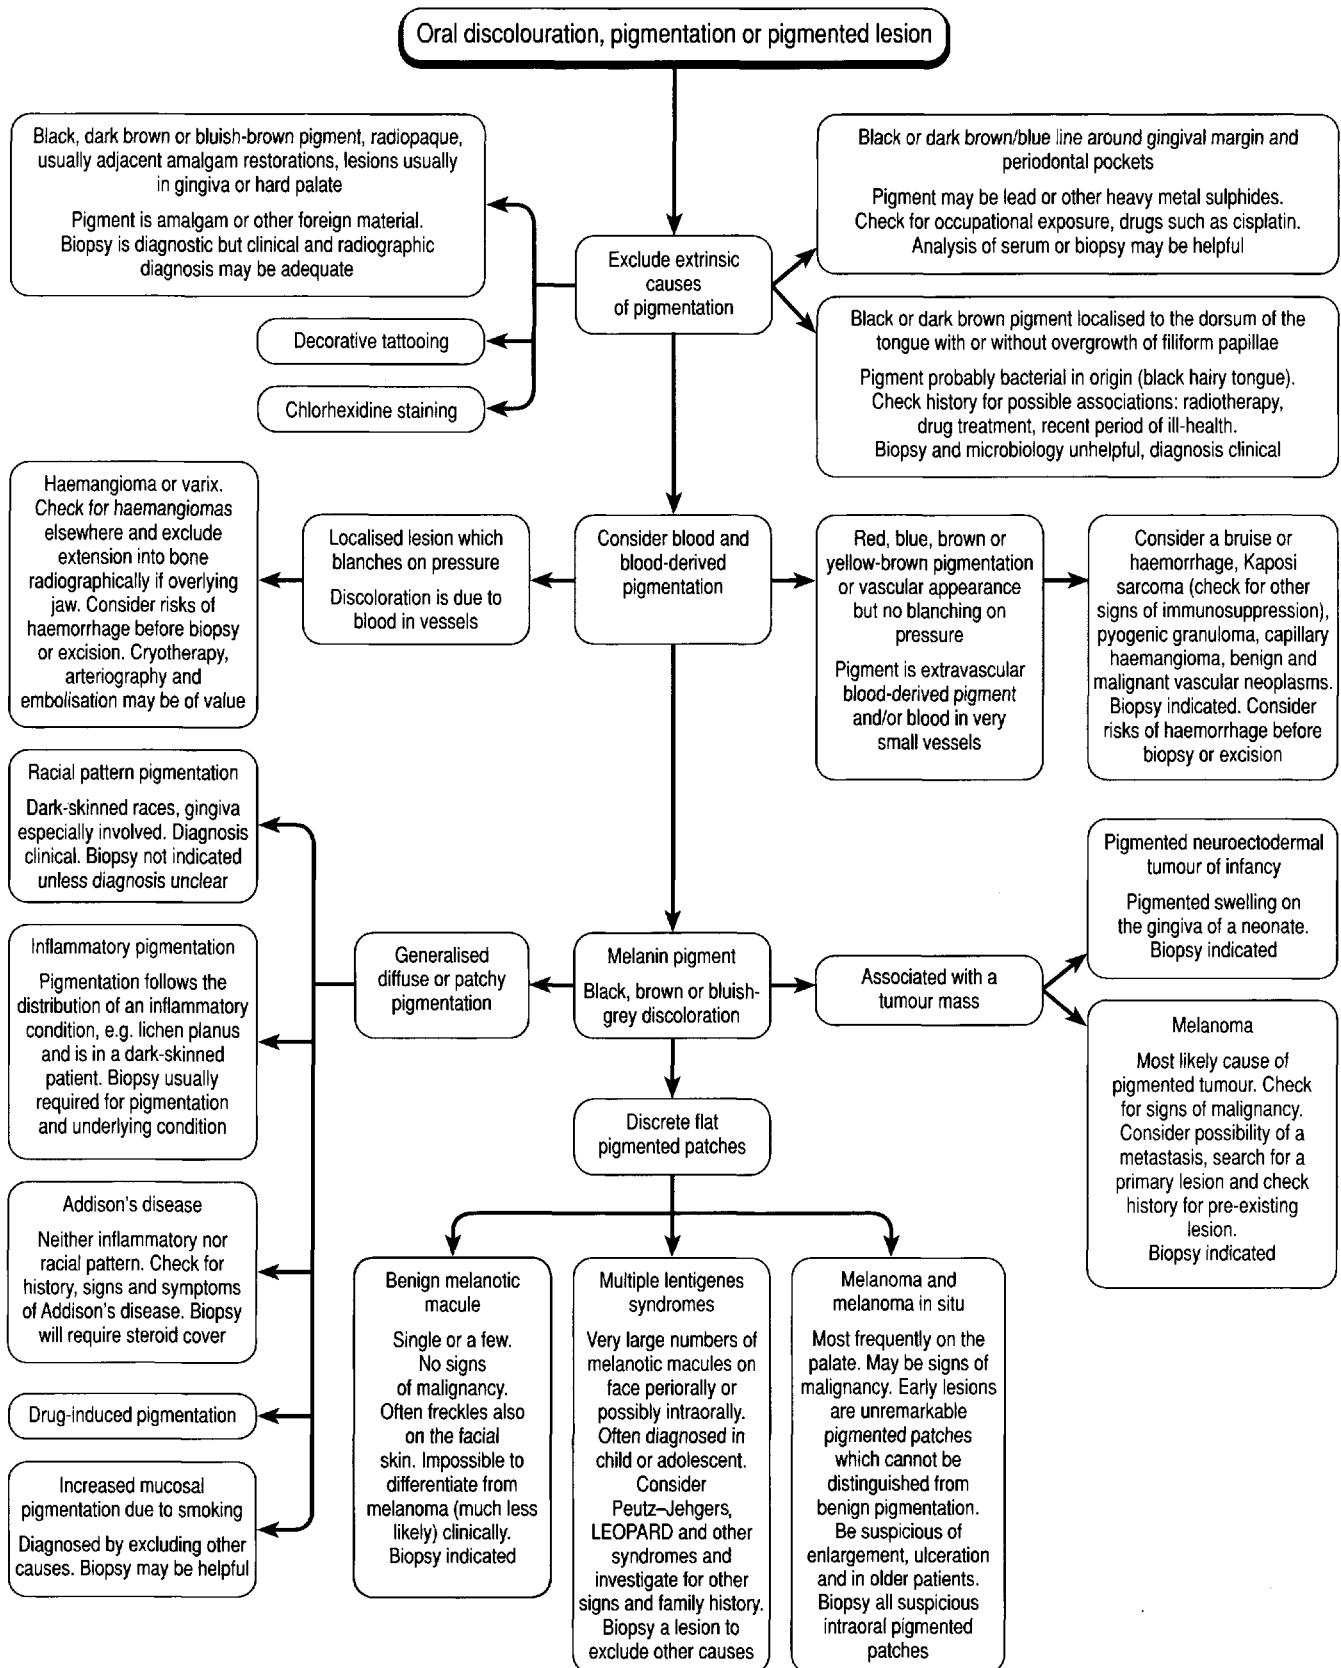 Oral discolouration, pigmentation or pigmented lesion
Black, dark brown or bluish-brown pigment, radiopaque,
usually adjacent amalgam restorations, lesions usually
in gingiva or hard palate
Pigment is amalgam or other foreign material.
Biopsy is diagnostic but clinical and radiographic
diagnosis may be adequate
Decorative tattooing
Chlorhexidine staining
Exclude extrinsic
causes
of pigmentation
Black or dark brown/blue line around gingival margin and
periodontal pockets
Pigment may be lead or other heavy metal sulphides.
Check for occupational exposure, drugs such as cisplatin.
Analysis of serum or biopsy may be helpful
Black or dark brown pigment localised to the dorsum of the
tongue with or without overgrowth of filiform papillae
Pigment probably bacterial in origin (black hairy tongue).
Check history for possible associations: radiotherapy,
drug treatment, recent period of ill-health.
Biopsy and microbiology unhelpful, diagnosis clinical
Haemangioma or varix.
Check for haemangiomas
elsewhere and exclude
extension into bone
radiographically if overlying
jaw. Consider risks of
haemorrhage before biopsy
or excision. Cryotherapy,
arteriography and
embolisation may be of value
Localised lesion which
blanches on pressure
Discoloration is due to
blood in vessels
Consider blood and
blood-derived
pigmentation
Red, blue, brown or
yellow-brown pigmentation
or vascular appearance
but no blanching on
pressure
Pigment is extravascular
blood-derived pigment
and/or blood in very
small vessels
Consider a bruise or
haemorrhage, Kaposi
sarcoma (check for other
signs of immunosuppression),
pyogenic granuloma, capillary
haemangioma, benign and
malignant vascular neoplasms.
Biopsy indicated. Consider
risks of haemorrhage before
biopsy or excision
Racial pattern pigmentation
Dark-skinned races, gingiva
especially involved. Diagnosis
clinical. Biopsy not indicated
unless diagnosis unclear
Inflammatory pigmentation
Pigmentation follows the
distribution of an inflammatory
condition, e.g. lichen planus
and is in a dark-skinned
patient. Biopsy usually
required for pigmentation
and underlying condition
Addison's disease
Neither inflammatory nor
racial pattern. Check for
history, signs and symptoms
of Addison's disease. Biopsy
will require steroid cover
Drug-induced pigmentation
Increased mucosal
pigmentation due to smoking
Diagnosed by excluding other
causes. Biopsy may be helpful
Generalised
diffuse or patchy
pigmentation
Melanin pigment
Black, brown or bluish-
grey discoloration
Associated with a
tumour mass
Pigmented neuroectodermal
tumour of infancy
Pigmented swelling on
the gingiva of a neonate.
Biopsy indicated
Melanoma
Most likely cause of
pigmented tumour. Check
for signs of malignancy.
Consider possibility of a
metastasis, search for a
primary lesion and check
history for pre-existing
lesion.
Biopsy indicated
Discrete flat
pigmented patches
Benign melanotic
macule
Single or a few.
No signs
of malignancy.
Often freckles also
on the facial
skin. Impossible to
differentiate from
melanoma (much less
likely) clinically.
Biopsy indicated
Multiple lentigenes
syndromes
Very large numbers of
melanotic macules on
face periorally or
possibly intraorally.
Often diagnosed in
child or adolescent.
Consider
Peutz–Jehgers,
LEOPARD and other
syndromes and
investigate for other
signs and family history.
Biopsy a lesion to
exclude other causes
Melanoma and
melanoma in situ
Most frequently on the
palate. May be signs of
malignancy. Early lesions
are unremarkable
pigmented patches
which cannot be
distinguished from
benign pigmentation.
Be suspicious of
enlargement, ulceration
and in older patients.
Biopsy all suspicious
intraoral pigmented
patches